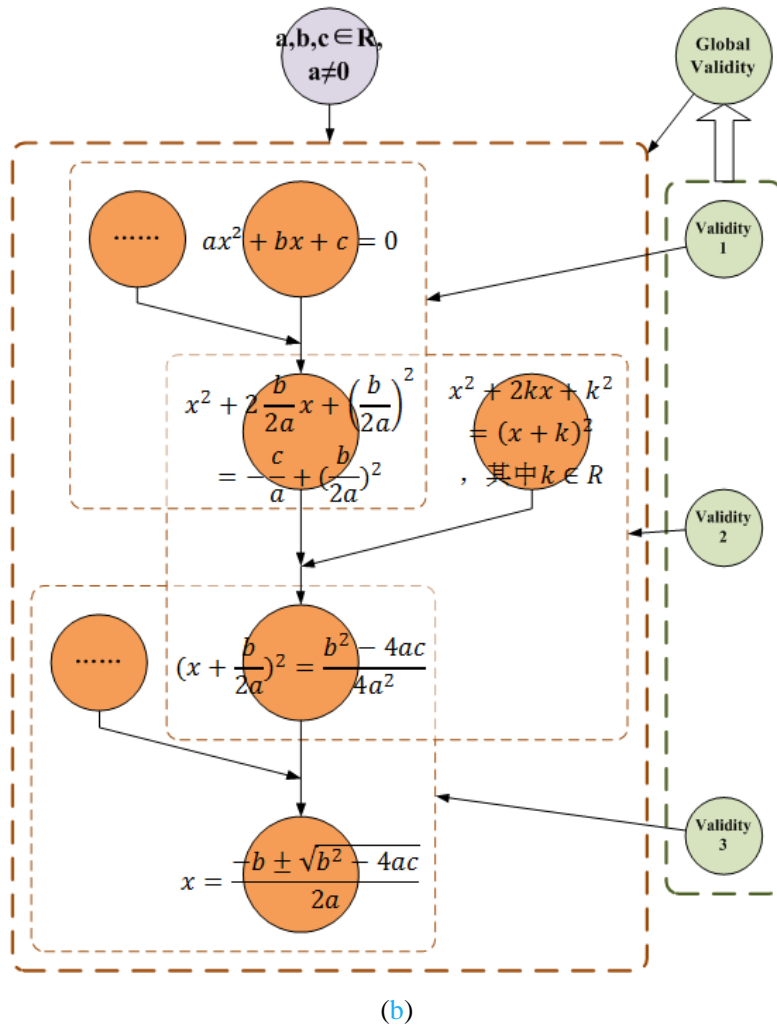 a,b,c∈R,
a≠0
Global
Validity
Validity
1
······
ax² + bx + c = 0
x² + 2 b/2a x + (b/2a)²
= −c/a + (b/2a)²
x² + 2kx + k²
= (x + k)²
，其中k ∈ R
Validity
2
······
(x + b/2a)² = b² − 4ac/4a²
Validity
3
x = −b ± √b² − 4ac/2a
(b)